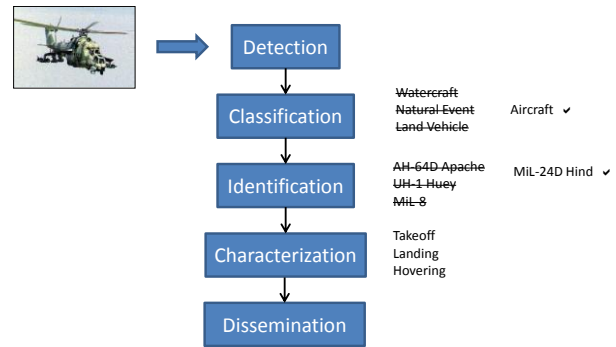 Detection
Classification
Watercraft
Natural Event
Land Vehicle
Aircraft ✔
Identification
AH-64D Apache
UH-1 Huey
MiL-8
MiL-24D Hind ✔
Characterization
Takeoff
Landing
Hovering
Dissemination